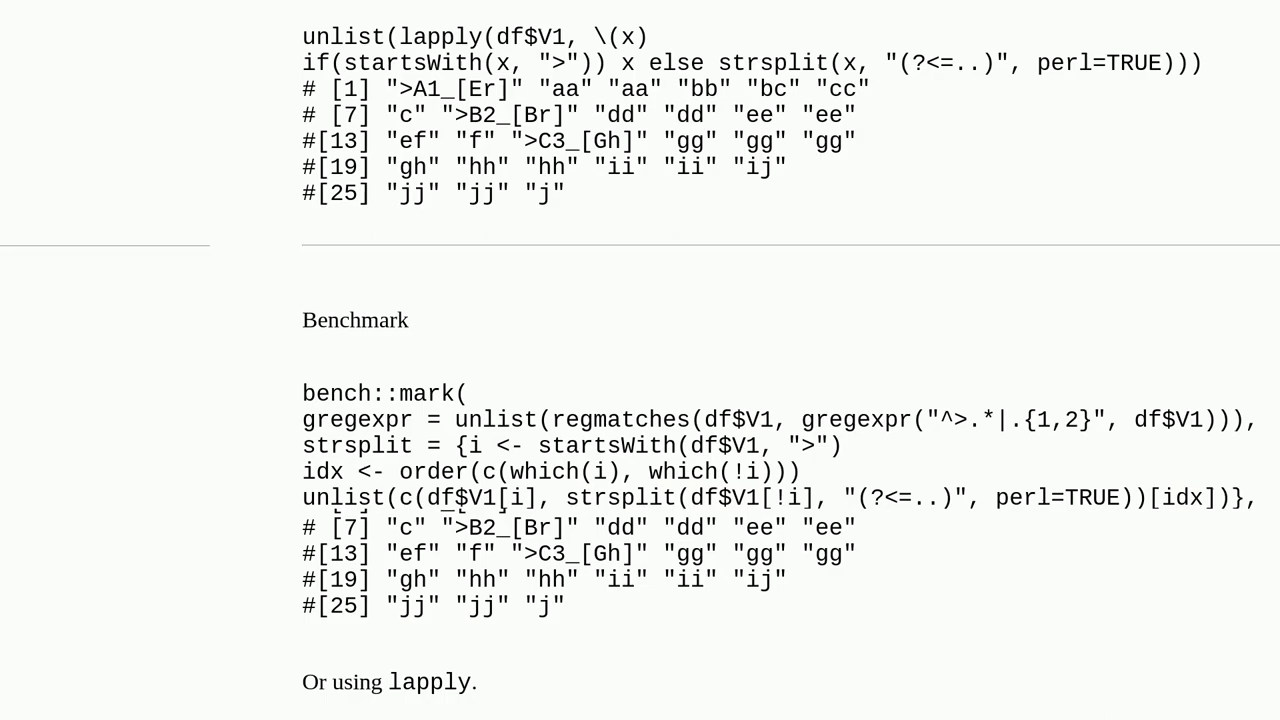 unlist(lapply(df$V1, \(x)
if(startsWith(x, ">")) x else strsplit(x, "(?<=..)", perl=TRUE)))
# [1] ">A1_[Er]" "aa" "aa" "bb" "bc" "cc"
# [7] "c" ">B2_[Br]" "dd" "dd" "ee" "ee"
#[13] "ef" "f" ">C3_[Gh]" "gg" "gg" "gg"
#[19] "gh" "hh" "hh" "ii" "ii" "ij"
#[25] "jj" "jj" "j"
Benchmark
bench::mark(
gregexpr = unlist(regmatches(df$V1, gregexpr("^>.*|.{1,2}", df$V1))),
strsplit = {i <- startsWith(df$V1, ">")
idx <- order(c(which(i), which(!i)))
unlist(c(df$V1[i], strsplit(df$V1[!i], "(?<=..)", perl=TRUE))[idx])},
# [7] "c" ">B2_[Br]" "dd" "dd" "ee" "ee"
#[13] "ef" "f" ">C3_[Gh]" "gg" "gg" "gg"
#[19] "gh" "hh" "hh" "ii" "ii" "ij"
#[25] "jj" "jj" "j"
Or using lapply.